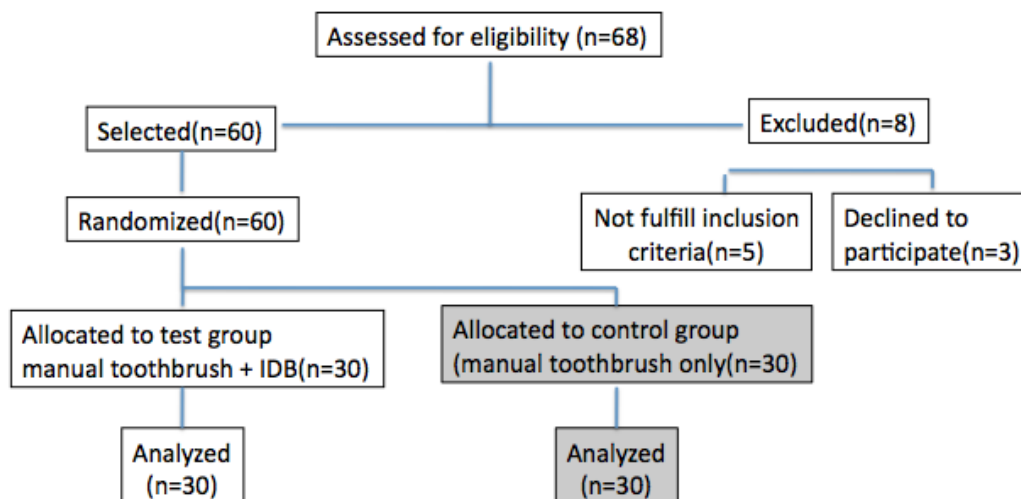 Assessed for eligibility (n=68)
Selected(n=60)
Excluded(n=8)
Randomized(n=60)
Not fulfill inclusion
criteria(n=5)
Declined to
participate(n=3)
Allocated to test group
manual toothbrush + IDB(n=30)
Allocated to control group
(manual toothbrush only(n=30)
Analyzed
(n=30)
Analyzed
(n=30)